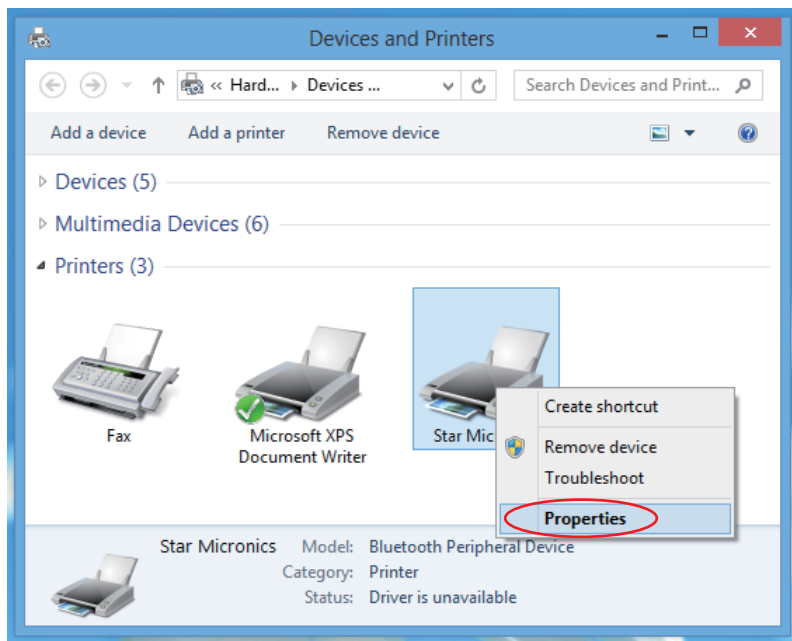 Devices and Printers
« Hard... Devices ...
Search Devices and Print...
Add a device Add a printer Remove device
Devices (5)
Multimedia Devices (6)
Printers (3)
Fax
Microsoft XPS
Document Writer
Star Mic
Create shortcut
Remove device
Troubleshoot
Properties
Star Micronics Model: Bluetooth Peripheral Device
Category: Printer
Status: Driver is unavailable